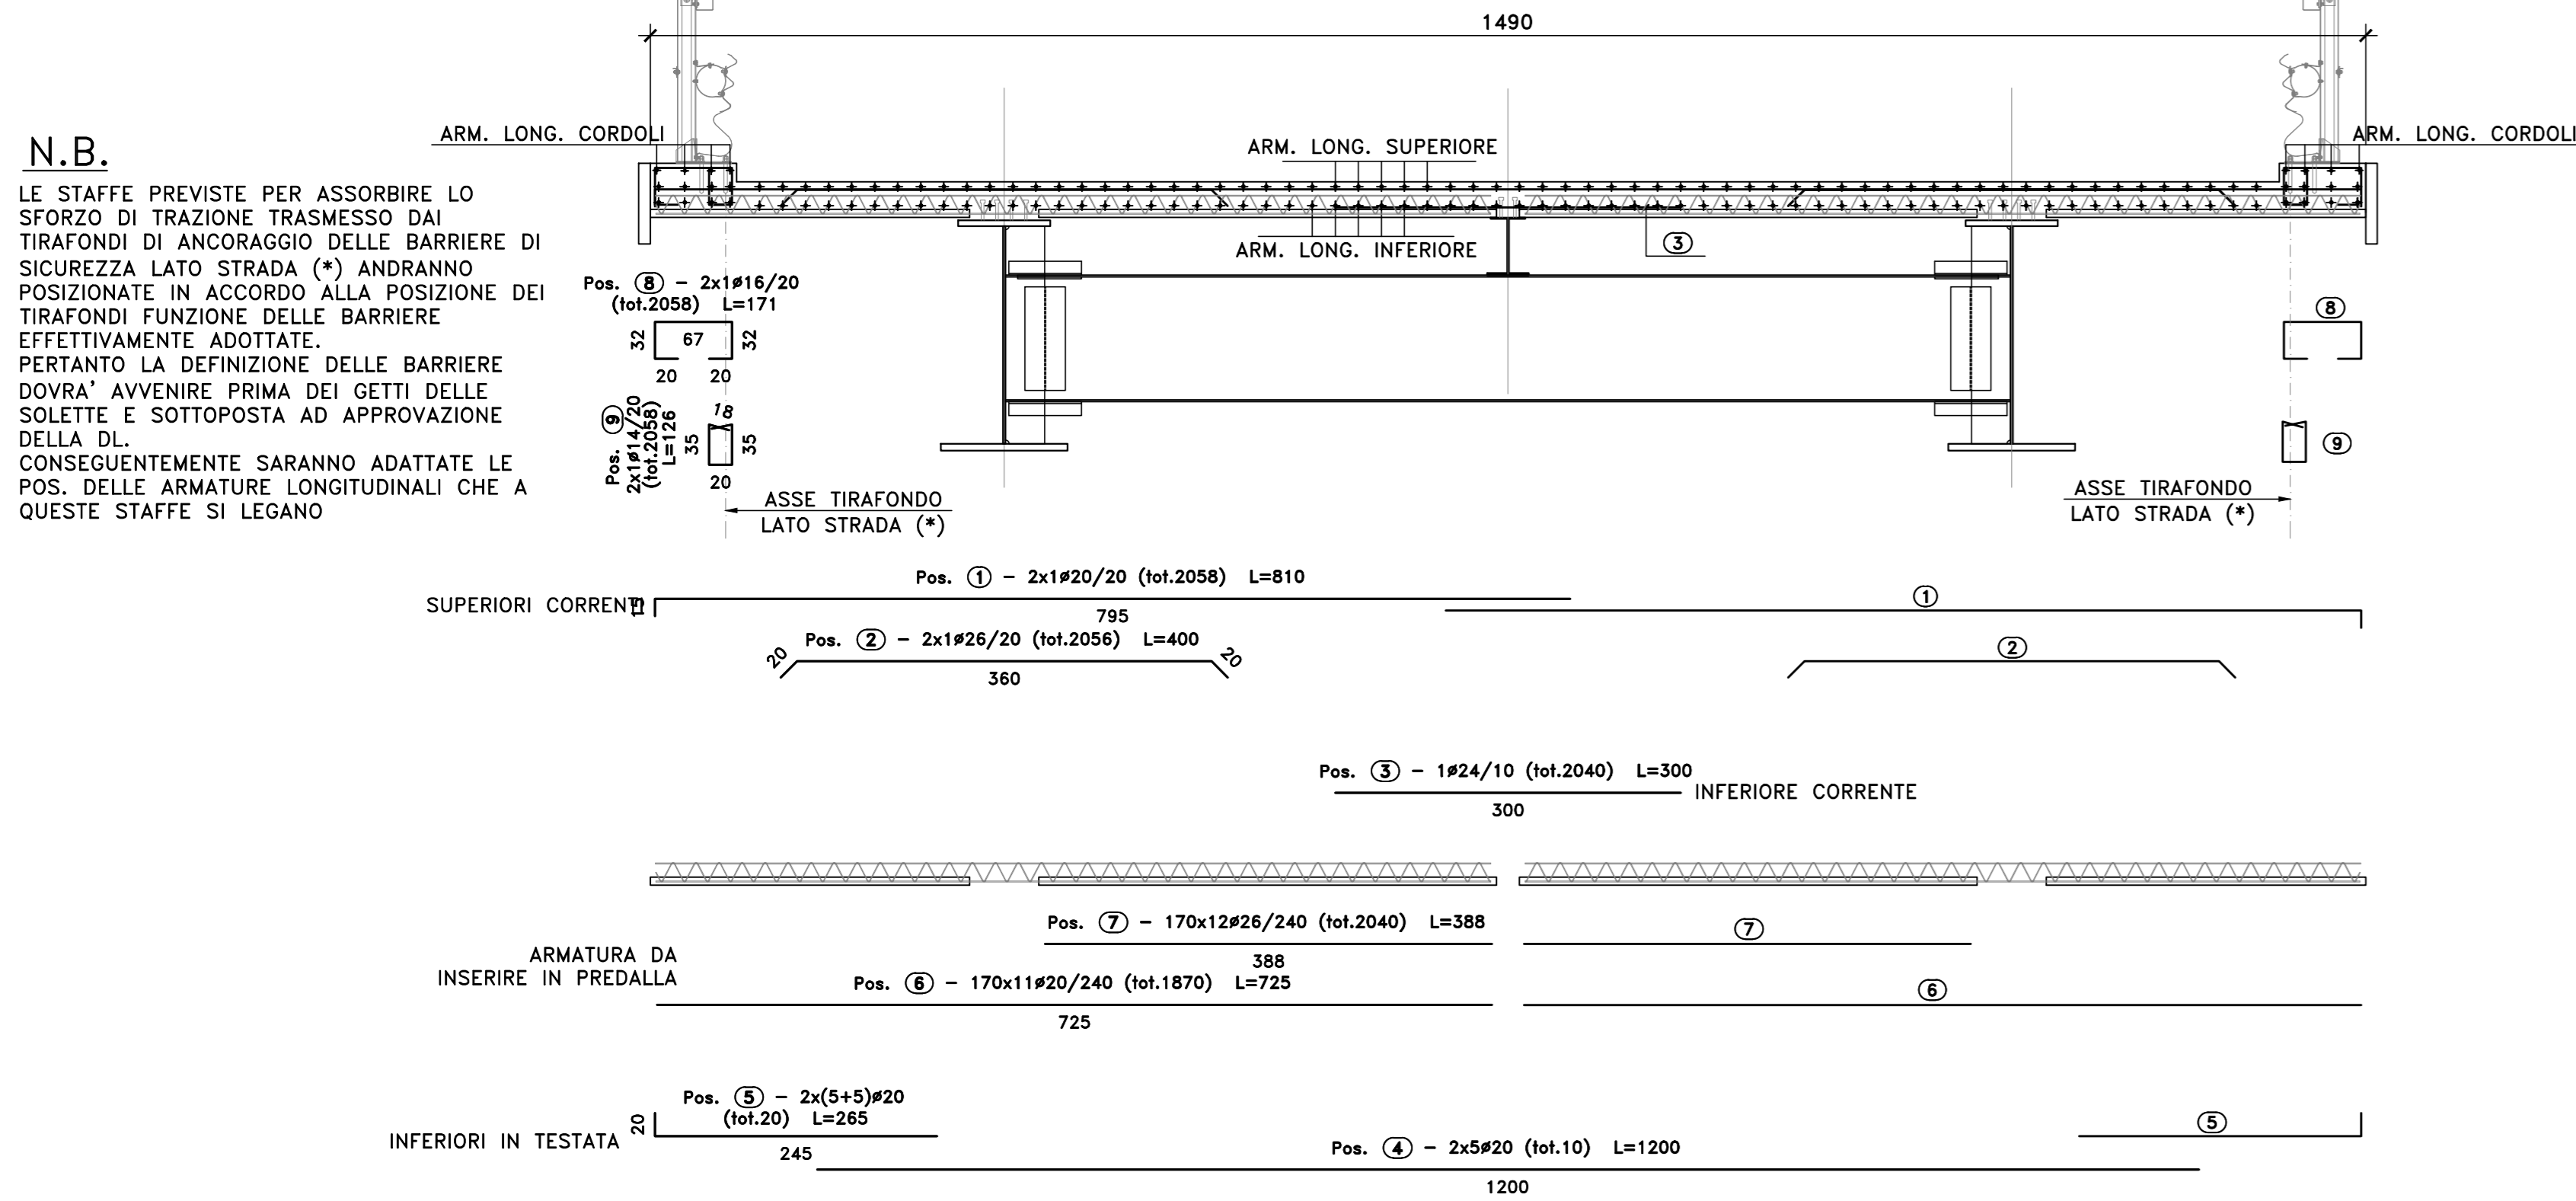 1490
ARM. LONG. CORDOLI
ARM. LONG. SUPERIORE
ARM. LONG. CORDOLI
N.B.
LE STAFFE PREVISTE PER ASSORBIRE LO
SFORZO DI TRAZIONE TRASMESSO DAI
TIRAFONDI DI ANCORAGGIO DELLE BARRIERE DI
SICUREZZA LATO STRADA (*) ANDRANNO
POSIZIONATE IN ACCORDO ALLA POSIZIONE DEI
TIRAFONDI FUNZIONE DELLE BARRIERE
EFFETTIVAMENTE ADOTTATE.
PERTANTO LA DEFINIZIONE DELLE BARRIERE
DOVRA' AVVENIRE PRIMA DEI GETTI DELLE
SOLETTE E SOTTOPOSTA AD APPROVAZIONE
DELLA DL.
CONSEGUENTEMENTE SARANNO ADATTATE LE
POS. DELLE ARMATURE LONGITUDINALI CHE A
QUESTE STAFFE SI LEGANO
ARM. LONG. INFERIORE
3
Pos. 8 - 2x1ø16/20
(tot.2058) L=171
32
67
32
20
20
8
Pos. 9
2x1ø14/20
(tot.2058)
L=126
18
35
35
20
9
ASSE TIRAFONDO
LATO STRADA (*)
ASSE TIRAFONDO
LATO STRADA (*)
Pos. 1 - 2x1ø20/20 (tot.2058) L=810
SUPERIORI CORRENTI
15
795
1
Pos. 2 - 2x1ø26/20 (tot.2056) L=400
20
20
360
2
Pos. 3 - 1ø24/10 (tot.2040) L=300
INFERIORE CORRENTE
300
Pos. 7 - 170x12ø26/240 (tot.2040) L=388
388
7
ARMATURA DA
INSERIRE IN PREDALLA
Pos. 6 - 170x11ø20/240 (tot.1870) L=725
725
6
Pos. 5 - 2x(5+5)ø20
(tot.20) L=265
20
INFERIORI IN TESTATA
245
5
Pos. 4 - 2x5ø20 (tot.10) L=1200
1200